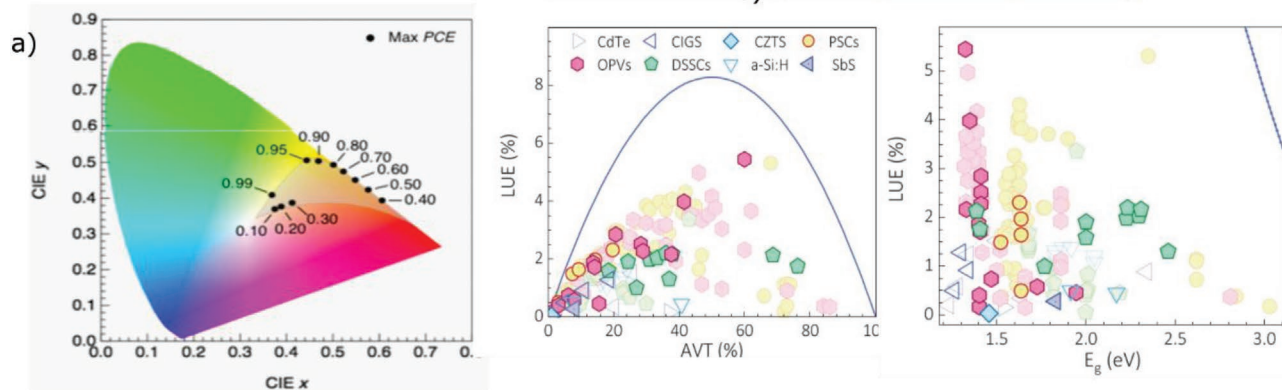 a)
0.9
0.8
0.7
0.6
0.5
0.4
0.3
0.2
0.1
0.0
CIE y
● Max PCE
0.95
0.90
0.80
0.70
0.60
0.50
0.40
0.99
0.10
0.20
0.30
0.0 0.1 0.2 0.3 0.4 0.5 0.6 0.7 0.8
CIE x
CdTe CIGS CZTS PSCs
OPVs DSSCs a-Si:H SbS
8
6
4
2
0
LUE (%)
0 20 40 60 80 100
AVT (%)
5
4
3
2
1
0
LUE (%)
1.5 2.0 2.5 3.0
Eg (eV)